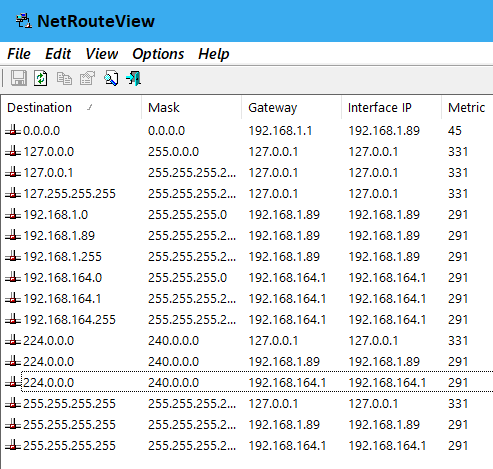 NetRouteView
File Edit View Options Help
Destination Mask Gateway Interface IP Metric
0.0.0.0 0.0.0.0 192.168.1.1 192.168.1.89 45
127.0.0.0 255.0.0.0 127.0.0.1 127.0.0.1 331
127.0.0.1 255.255.255.2... 127.0.0.1 127.0.0.1 331
127.255.255.255 255.255.255.2... 127.0.0.1 127.0.0.1 331
192.168.1.0 255.255.255.0 192.168.1.89 192.168.1.89 291
192.168.1.89 255.255.255.2... 192.168.1.89 192.168.1.89 291
192.168.1.255 255.255.255.2... 192.168.1.89 192.168.1.89 291
192.168.164.0 255.255.255.0 192.168.164.1 192.168.164.1 291
192.168.164.1 255.255.255.2... 192.168.164.1 192.168.164.1 291
192.168.164.255 255.255.255.2... 192.168.164.1 192.168.164.1 291
224.0.0.0 240.0.0.0 127.0.0.1 127.0.0.1 331
224.0.0.0 240.0.0.0 192.168.1.89 192.168.1.89 291
224.0.0.0 240.0.0.0 192.168.164.1 192.168.164.1 291
255.255.255.255 255.255.255.2... 127.0.0.1 127.0.0.1 331
255.255.255.255 255.255.255.2... 192.168.1.89 192.168.1.89 291
255.255.255.255 255.255.255.2... 192.168.164.1 192.168.164.1 291